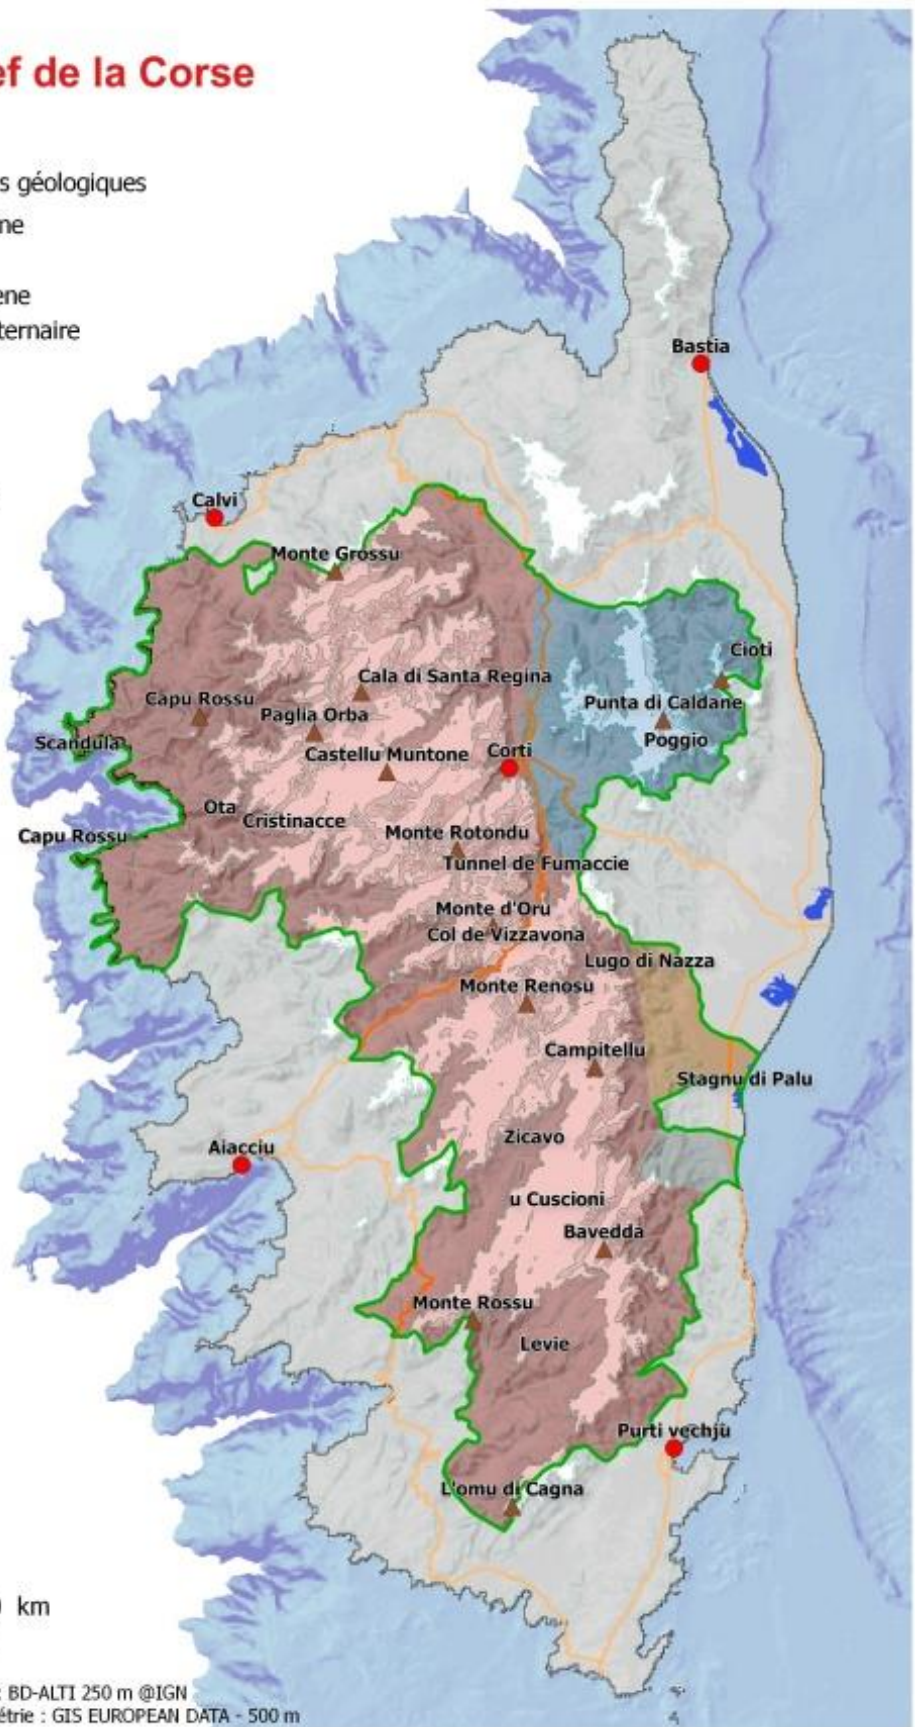 ef de la Corse
s géologiques
ne
ène
ternaire
Bastia
Calvi
Monte Grossu
Cioti
Cala di Santa Regina
Capu Rossu
Punta di Caldane
Paglia Orba
Scandula
Poggio
Castellu Muntone
Corti
Ota
Cristinacce
Capu Rossu
Monte Rotondu
Tunnel de Fumaccie
Monte d'Oru
Col de Vizzavona
Lugo di Nazza
Monte Renosu
Campitellu
Stagnu di Palu
Zicavo
Aiacciu
u Cuscioni
Bavedda
Monte Rossu
Levie
Purti vechju
L'omu di Cagna
km
: BD-ALTI 250 m @IGN
étrie : GIS EUROPEAN DATA - 500 m